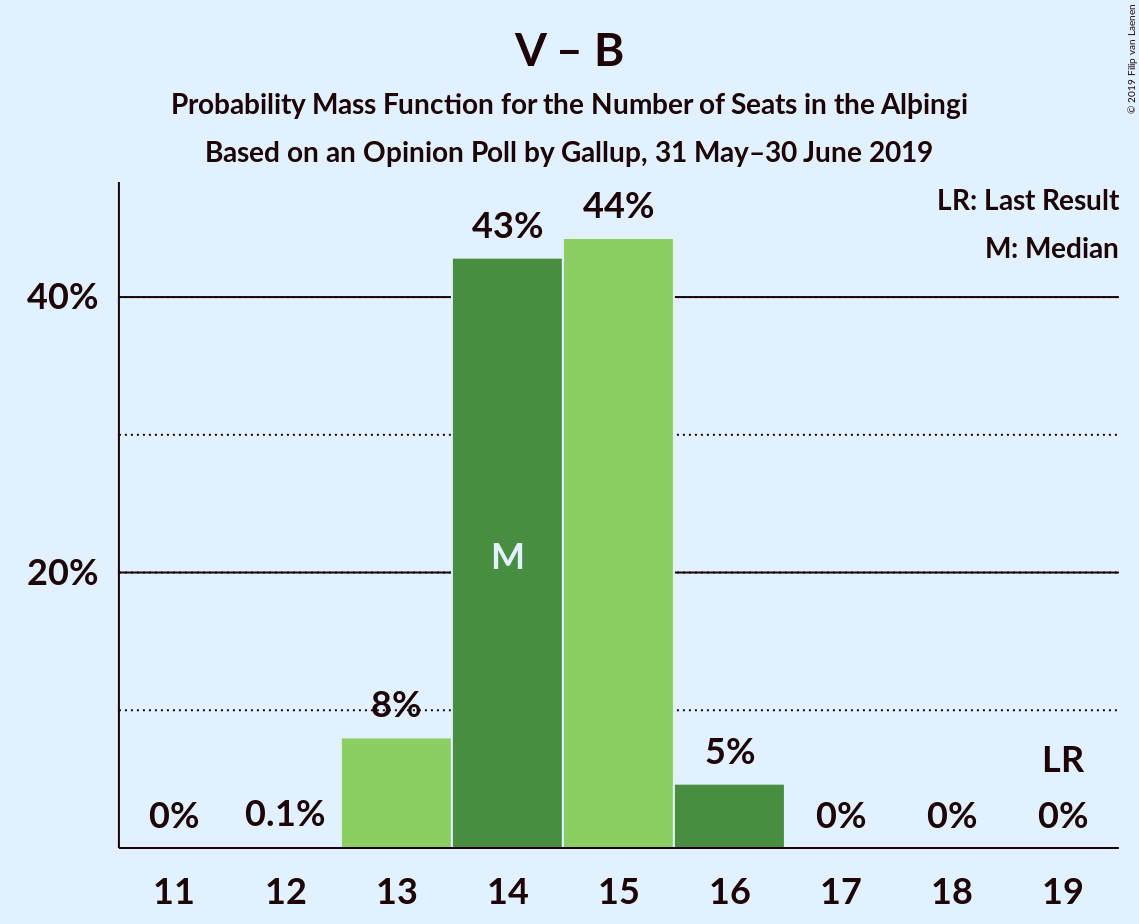 V – B
Probability Mass Function for the Number of Seats in the Alþingi
Based on an Opinion Poll by Gallup, 31 May–30 June 2019
© 2019 Filip van Laenen
LR: Last Result
M: Median
40%
20%
0%
0.1%
8%
43%
44%
5%
0%
0%
0%
LR
M
11
12
13
14
15
16
17
18
19